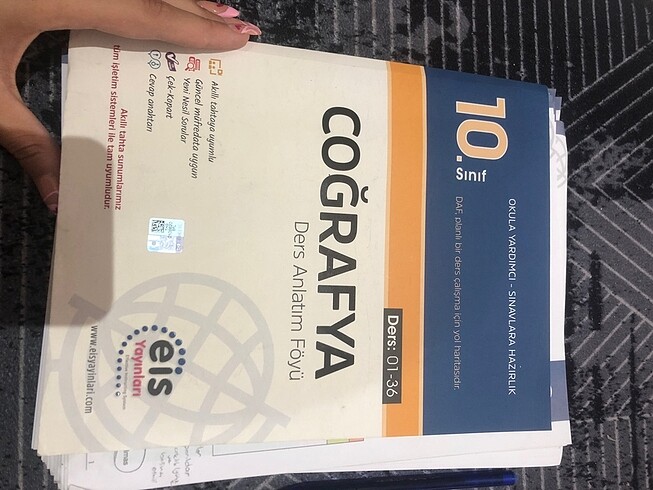 OKULA YARDIMCI - SINAVLARA HAZIRLIK
DAF, planlı bir ders çalışma için yol haritasıdır.
10.
Sınıf
Ders: 01-36
COĞRAFYA
Ders Anlatım Föyü
Akıllı tahtaya uyumlu
Güncel müfredata uygun
Yeni Nesil Sorular
Çek-Kopart
Cevap anahtarı
Akıllı tahta sunumlarımız
tüm işletim sistemleri ile tam uyumludur.
eis
Yayınları
www.eisyayinlari.com